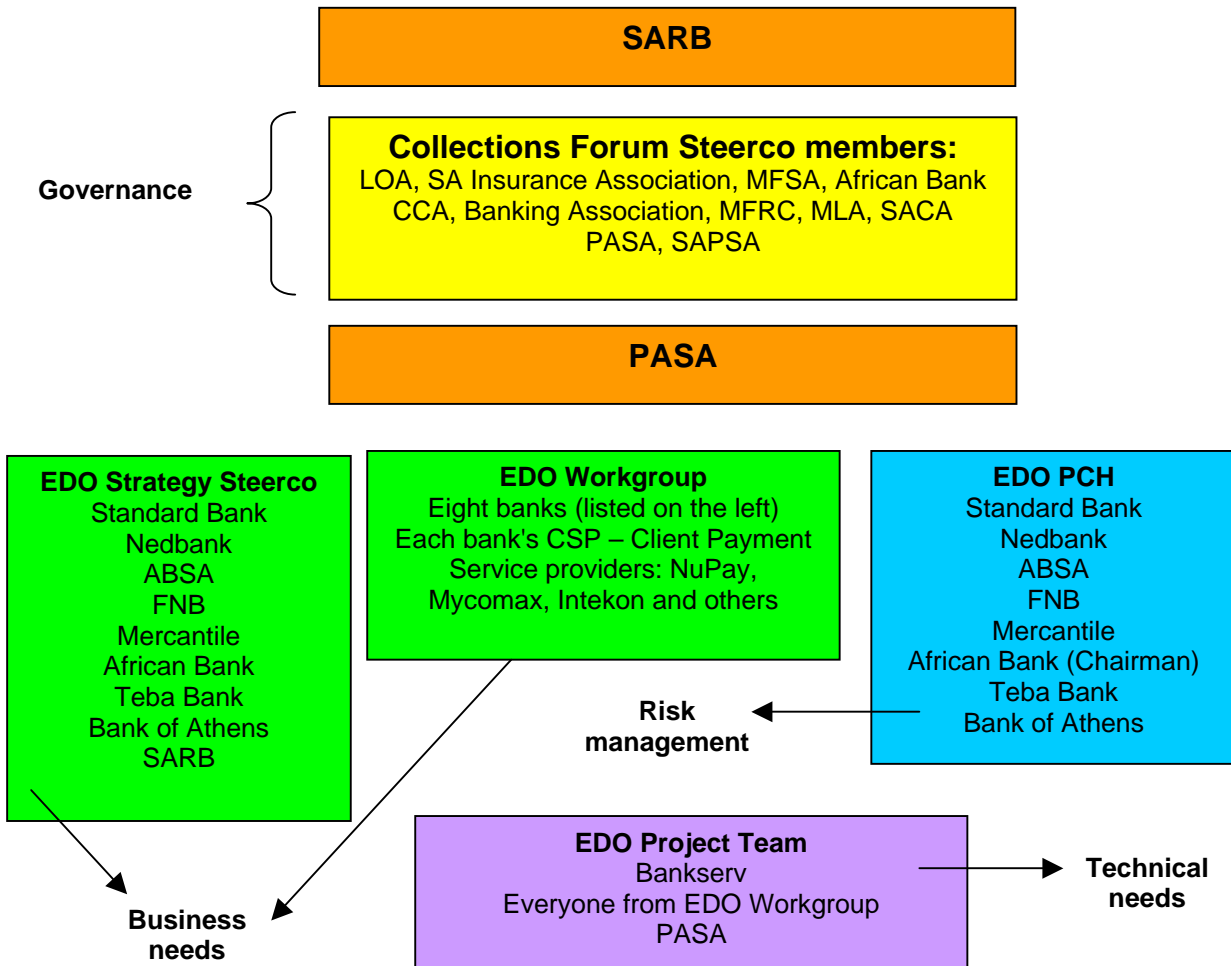 SARB
Governance
Collections Forum Steerco members:
LOA, SA Insurance Association, MFSA, African Bank
CCA, Banking Association, MFRC, MLA, SACA
PASA, SAPSA
PASA
EDO Strategy Steerco
Standard Bank
Nedbank
ABSA
FNB
Mercantile
African Bank
Teba Bank
Bank of Athens
SARB
EDO Workgroup
Eight banks (listed on the left)
Each bank's CSP – Client Payment
Service providers: NuPay,
Mycomax, Intekon and others
EDO PCH
Standard Bank
Nedbank
ABSA
FNB
Mercantile
African Bank (Chairman)
Teba Bank
Bank of Athens
Risk
management
EDO Project Team
Bankserv
Everyone from EDO Workgroup
PASA
Technical
needs
Business
needs